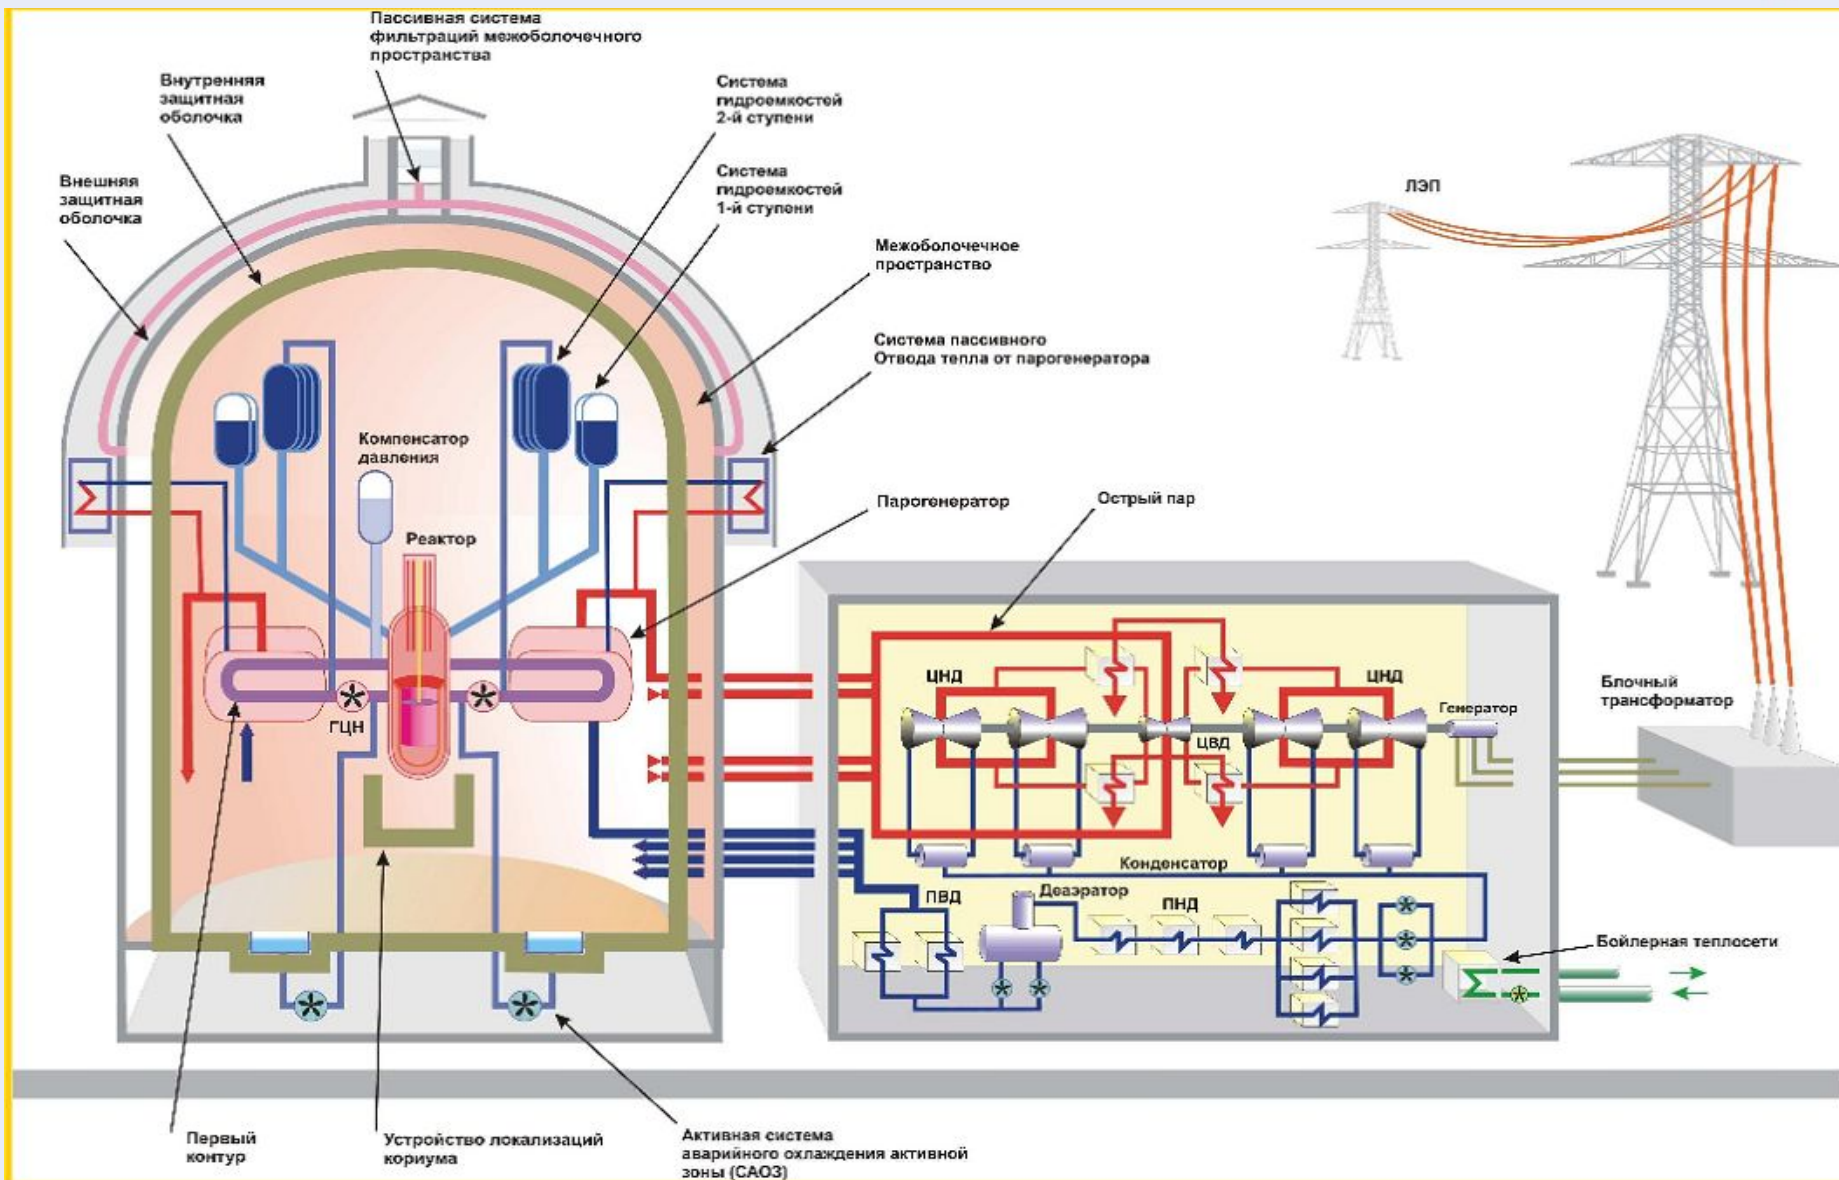 Пассивная система
фильтраций межоболочечного
пространства
Внутренняя
защитная
оболочка
Система
гидроемкостей
2-й ступени
Внешняя
защитная
оболочка
Система
гидроемкостей
1-й ступени
ЛЭП
Межоболочечное
пространство
Система пассивного
Отвода тепла от парогенератора
Компенсатор
давления
Парогенератор
Острый пар
Реактор
ЦНД
ЦНД
Блочный
трансформатор
Генератор
ГЦН
ЦВД
Конденсатор
Деаэратор
ПВД
ПНД
Бойлерная теплосети
Первый
контур
Устройство локализаций
кориума
Активная система
аварийного охлаждения активной
зоны (САОЗ)